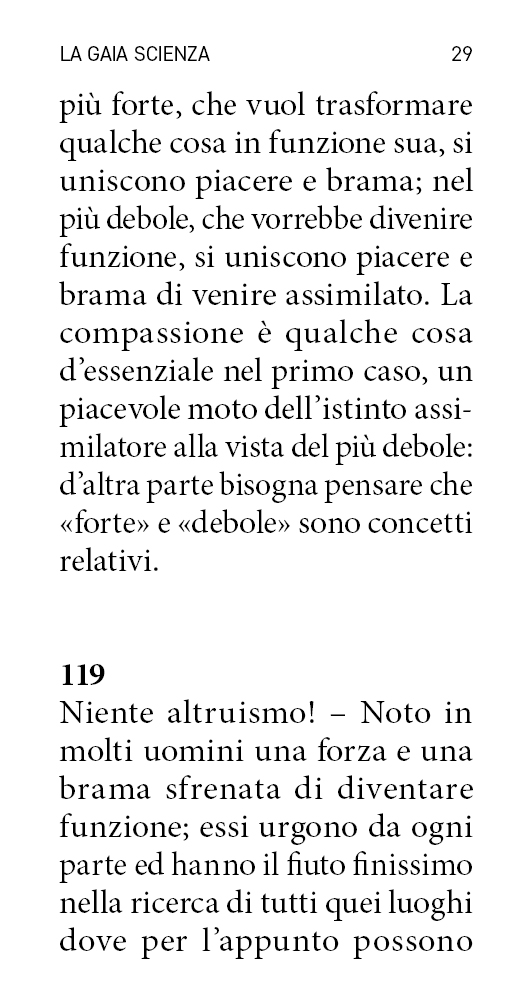 LA GAIA SCIENZA 29
più forte, che vuol trasformare
qualche cosa in funzione sua, si
uniscono piacere e brama; nel
più debole, che vorrebbe divenire
funzione, si uniscono piacere e
brama di venire assimilato. La
compassione è qualche cosa
d’essenziale nel primo caso, un
piacevole moto dell’istinto assi-
milatore alla vista del più debole:
d’altra parte bisogna pensare che
«forte» e «debole» sono concetti
relativi.
119
Niente altruismo! – Noto in
molti uomini una forza e una
brama sfrenata di diventare
funzione; essi urgono da ogni
parte ed hanno il fiuto finissimo
nella ricerca di tutti quei luoghi
dove per l’appunto possono